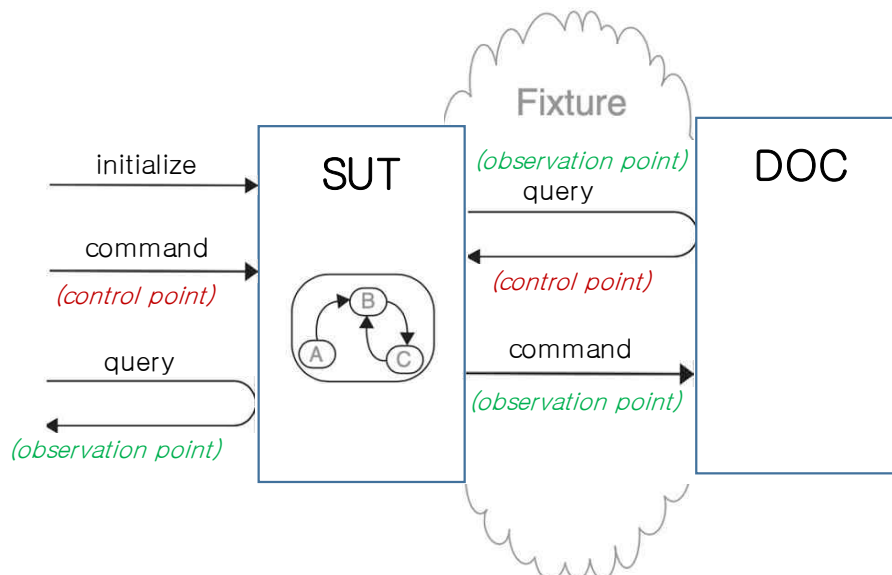 Fixture
SUT
DOC
initialize
command
(control point)
query
(observation point)
A
B
C
(observation point)
query
(control point)
command
(observation point)